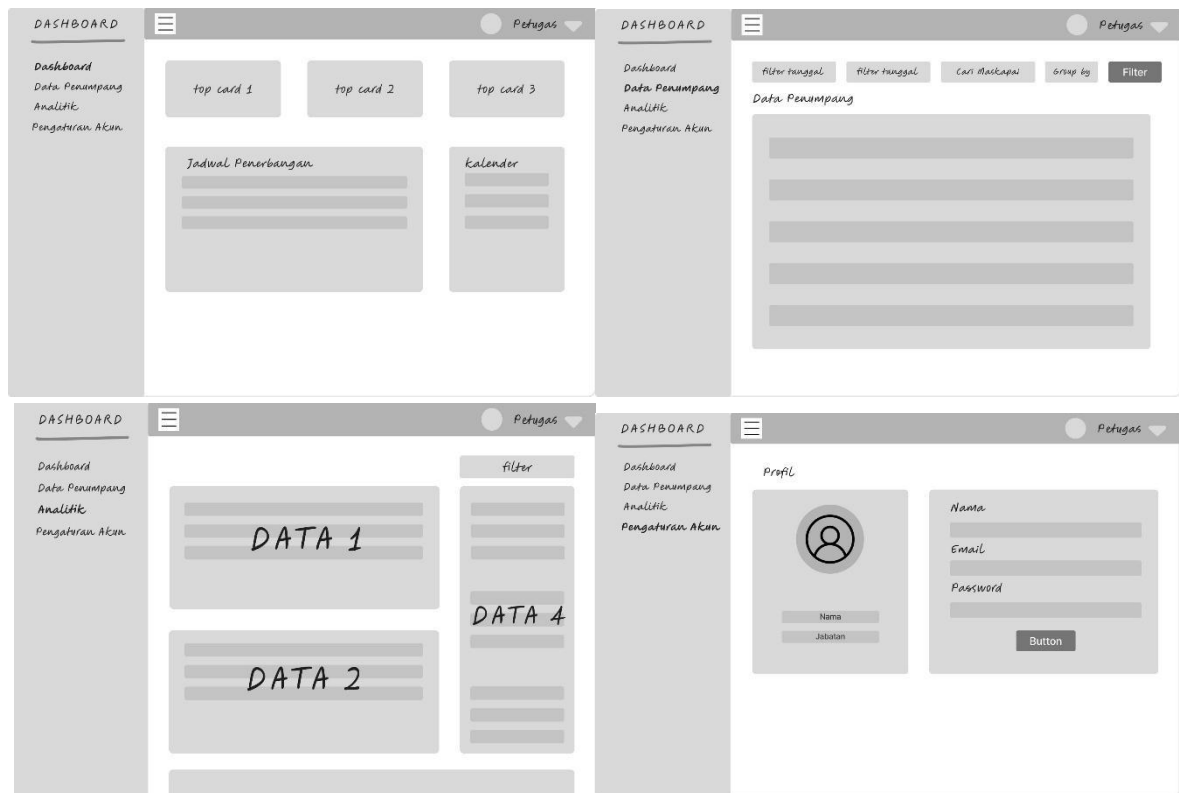 DASHBOARD
Petugas
Dashboard
Data Penumpang
Analitik
Pengaturan Akun
top card 1
top card 2
top card 3
Jadwal Penerbangan
kalender
DASHBOARD
Petugas
Dashboard
Data Penumpang
Analitik
Pengaturan Akun
filter tanggal
filter tanggal
Cari Maskapai
Group by
Filter
Data Penumpang
DASHBOARD
Petugas
Dashboard
Data Penumpang
Analitik
Pengaturan Akun
filter
DATA 1
DATA 4
DATA 2
DASHBOARD
Petugas
Dashboard
Data Penumpang
Analitik
Pengaturan Akun
Profil
Nama
Jabatan
Nama
Email
Password
Button